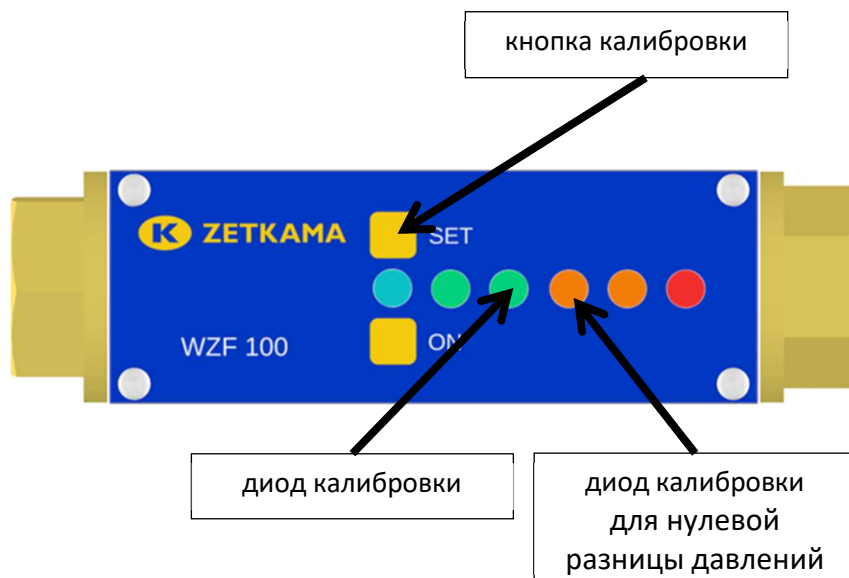 кнопка калибровки
K ZETKAMA
SET
WZF 100
ON
диод калибровки
диод калибровки
для нулевой
разницы давлений